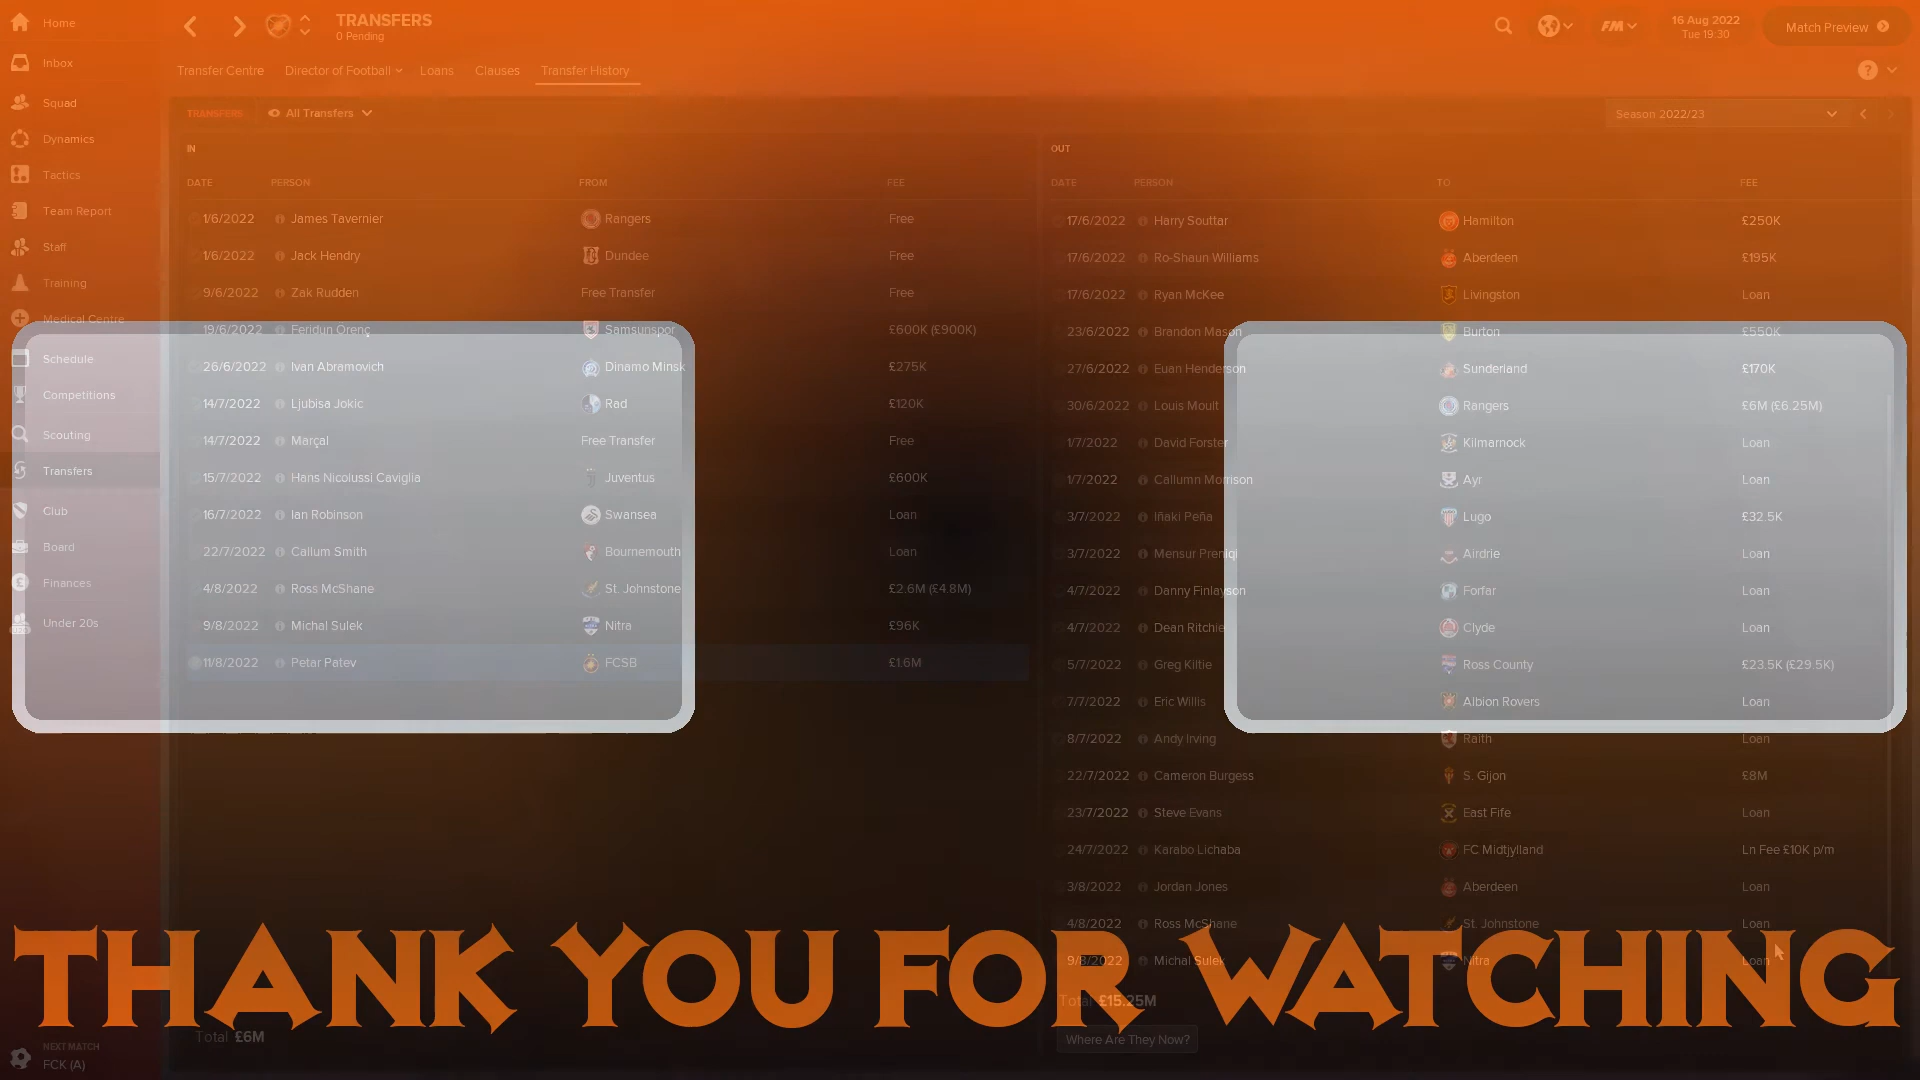 Home
TRANSFERS
0 Pending
FM
16 Aug 2022
Tue 19:30
Match Preview
Inbox
Transfer Centre
Director of Football
Loans
Clauses
Transfer History
Squad
TRANSFERS
All Transfers
Season 2022/23
Dynamics
IN
OUT
Tactics
DATE PERSON FROM FEE
DATE PERSON TO FEE
Team Report
1/6/2022 James Tavernier Rangers Free
17/6/2022 Harry Souttar Hamilton £250K
Staff
1/6/2022 Jack Hendry Dundee Free
17/6/2022 Ro-Shaun Williams Aberdeen £195K
Training
9/6/2022 Zak Rudden Free Transfer Free
17/6/2022 Ryan McKee Livingston Loan
Medical Centre
19/6/2022 Feridun Örenç Samsunspor £600K (£900K)
23/6/2022 Brandon Mason Burton £550K
Schedule
26/6/2022 Ivan Abramovich Dinamo Minsk £275K
27/6/2022 Euan Henderson Sunderland £170K
Competitions
14/7/2022 Ljubisa Jokic Rad £120K
30/6/2022 Louis Moult Rangers £6M (£6.25M)
Scouting
14/7/2022 Marçal Free Transfer Free
1/7/2022 David Forster Kilmarnock Loan
Transfers
15/7/2022 Hans Nicolussi Caviglia Juventus £600K
1/7/2022 Callumn Morrison Ayr Loan
Club
16/7/2022 Ian Robinson Swansea Loan
3/7/2022 Iñaki Peña Lugo £32.5K
Board
22/7/2022 Callum Smith Bournemouth Loan
3/7/2022 Mensur Preniqi Airdrie Loan
Finances
4/8/2022 Ross McShane St. Johnstone £2.6M (£4.8M)
4/7/2022 Danny Finlayson Forfar Loan
Under 20s
9/8/2022 Michal Sulek Nitra £96K
4/7/2022 Dean Ritchie Clyde Loan
11/8/2022 Petar Patev FCSB £1.6M
5/7/2022 Greg Kiltie Ross County £23.5K (£29.5K)
7/7/2022 Eric Willis Albion Rovers Loan
8/7/2022 Andy Irving Raith Loan
22/7/2022 Cameron Burgess S. Gijon £8M
23/7/2022 Steve Evans East Fife Loan
24/7/2022 Karabo Lichaba FC Midtjylland Ln Fee £10K p/m
3/8/2022 Jordan Jones Aberdeen Loan
4/8/2022 Ross McShane St. Johnstone Loan
9/8/2022 Michal Sulek Nitra Loan
THANK YOU FOR WATCHING
Total £15.25M
Total £6M
Where Are They Now?
NEXT MATCH
FCK (A)